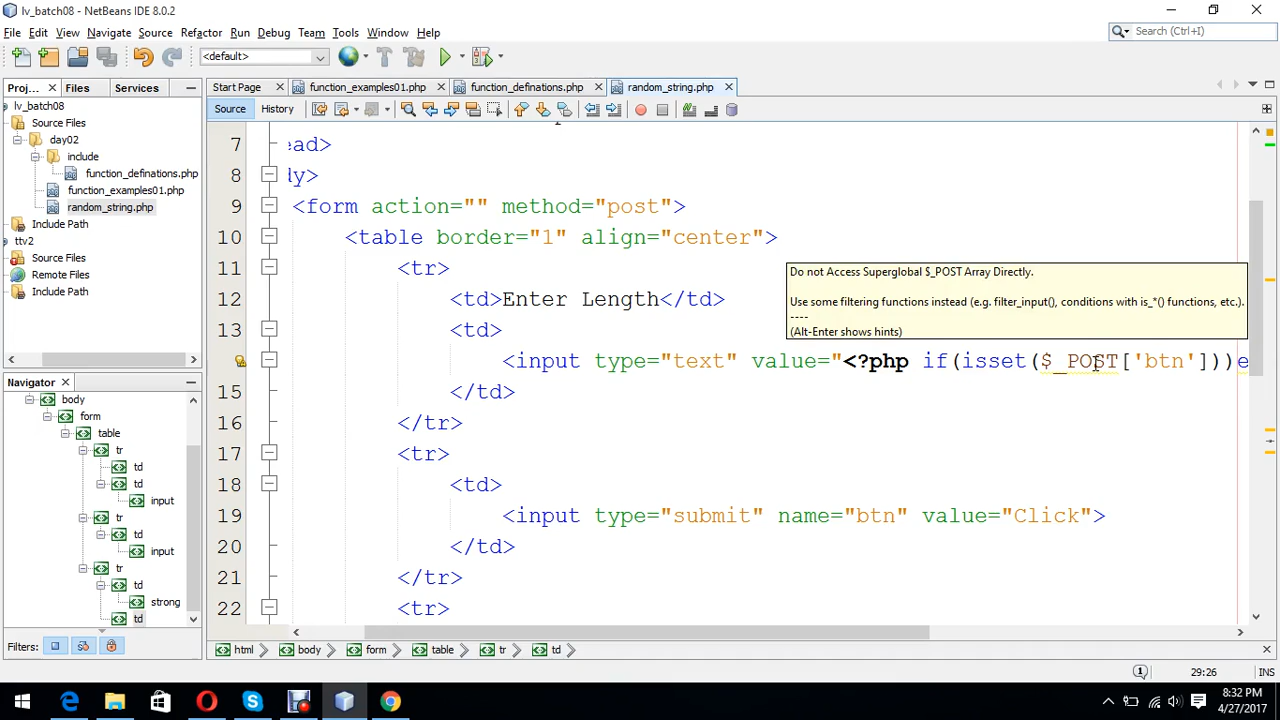 lv_batch08 - NetBeans IDE 8.0.2
File Edit View Navigate Source Refactor Run Debug Team Tools Window Help
Search (Ctrl+I)
<default>
Proj... Files Services
Start Page function_examples01.php function_definations.php random_string.php
lv_batch08
Source Files
day02
include
function_definations.php
function_examples01.php
random_string.php
Include Path
ttv2
Source Files
Remote Files
Include Path
Source History
7 ead>
8 dy>
9 <form action="" method="post">
10 <table border="1" align="center">
11 <tr>
12 <td>Enter Length</td>
13 <td>
<input type="text" value="<?php if(isset($_POST['btn']))e
15 </td>
16 </tr>
17 <tr>
18 <td>
19 <input type="submit" name="btn" value="Click">
20 </td>
21 </tr>
22 <tr>
Do not Access Superglobal $_POST Array Directly.
Use some filtering functions instead (e.g. filter_input(), conditions with is_*() functions, etc.).
----
(Alt-Enter shows hints)
Navigator
body
form
table
tr
td
td
input
tr
td
input
tr
td
strong
td
Filters:
html body form table tr td
1 29:26 INS
8:32 PM
4/27/2017